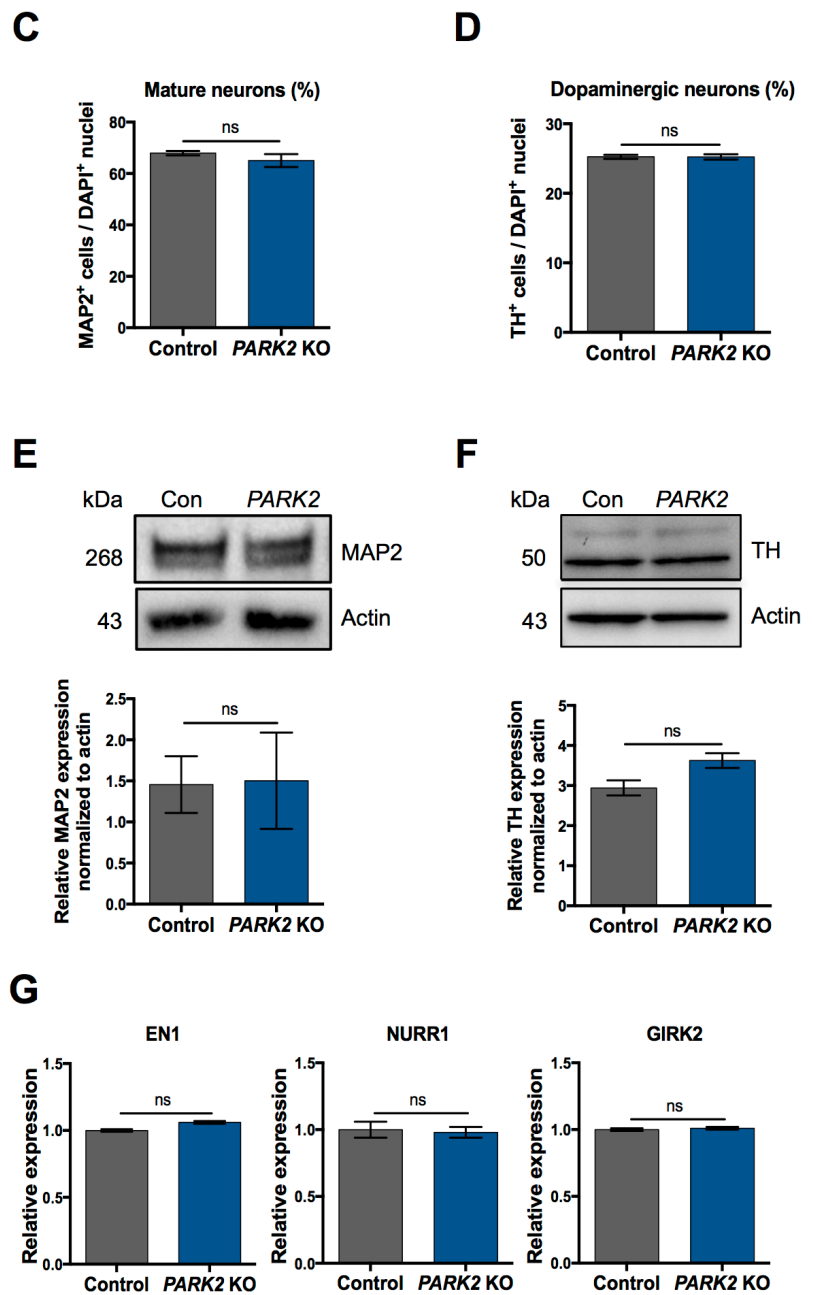 C
Mature neurons (%)
MAP2⁺ cells / DAPI⁺ nuclei
80
60
40
20
0
ns
Control
PARK2 KO
D
Dopaminergic neurons (%)
TH⁺ cells / DAPI⁺ nuclei
30
20
10
0
ns
Control
PARK2 KO
E
kDa Con PARK2
268 MAP2
43 Actin
Relative MAP2 expression
normalized to actin
2.5
2.0
1.5
1.0
0.5
0.0
ns
Control
PARK2 KO
F
kDa Con PARK2
50 TH
43 Actin
Relative TH expression
normalized to actin
5
4
3
2
1
0
ns
Control
PARK2 KO
G
EN1
Relative expression
1.5
1.0
0.5
0.0
ns
Control
PARK2 KO
NURR1
Relative expression
1.5
1.0
0.5
0.0
ns
Control
PARK2 KO
GIRK2
Relative expression
1.5
1.0
0.5
0.0
ns
Control
PARK2 KO